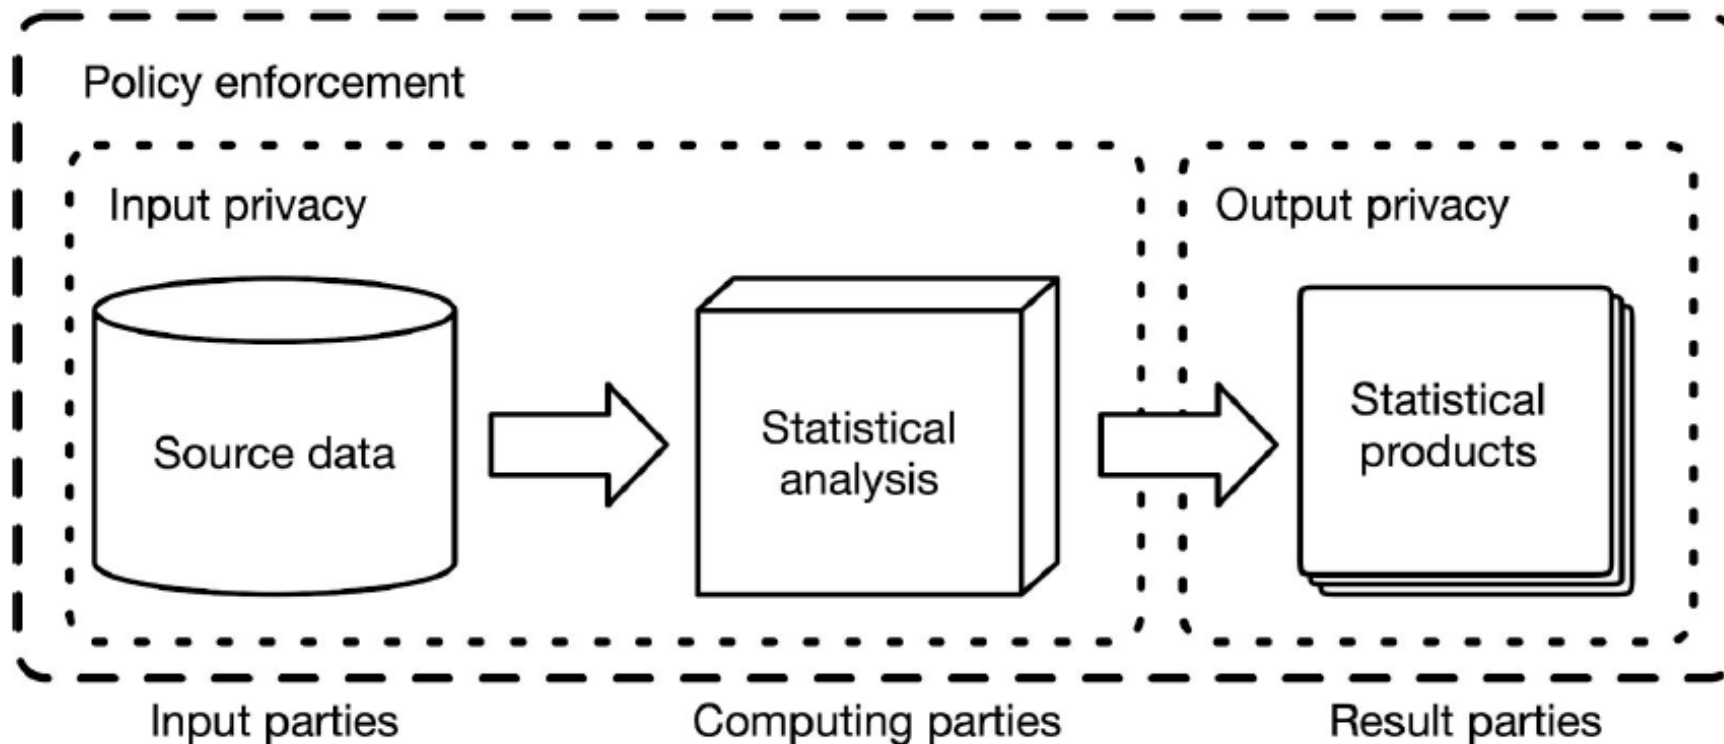 Policy enforcement
Input privacy
Output privacy
Source data
Statistical
analysis
Statistical
products
Input parties
Computing parties
Result parties